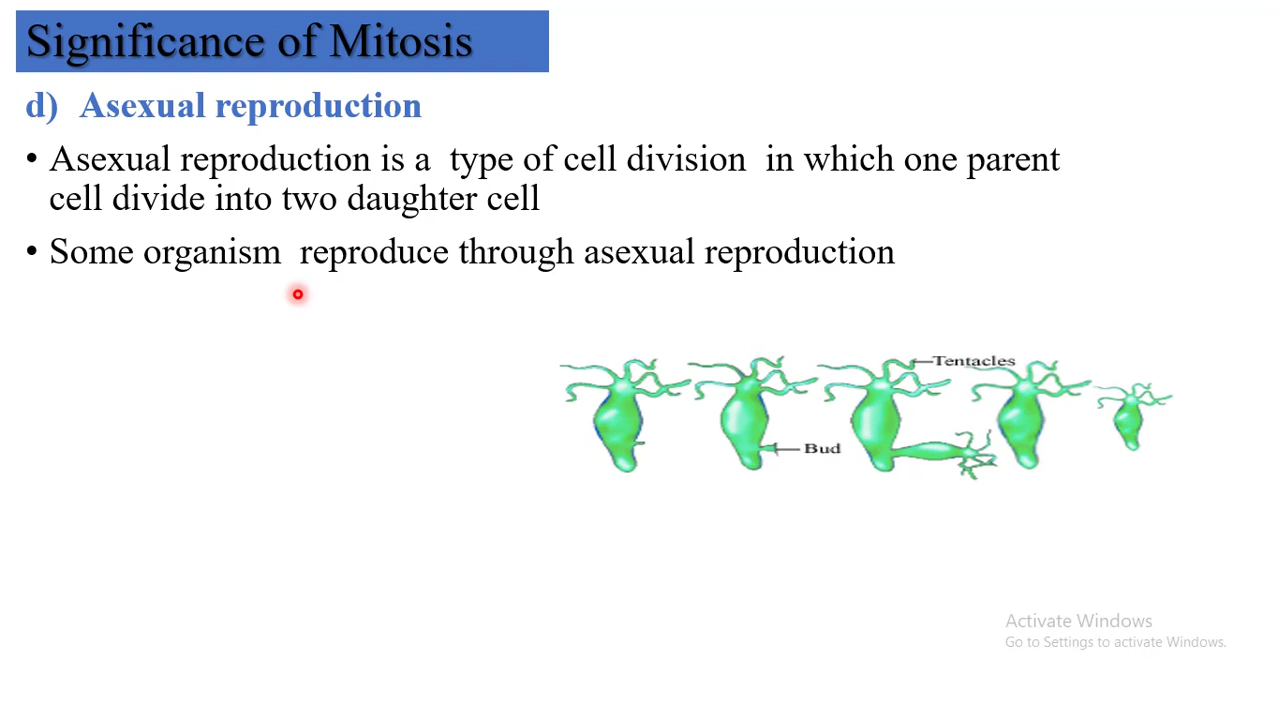 Significance of Mitosis
d) Asexual reproduction
• Asexual reproduction is a type of cell division in which one parent
cell divide into two daughter cell
• Some organism reproduce through asexual reproduction
Tentacles
Bud
Activate Windows
Go to Settings to activate Windows.